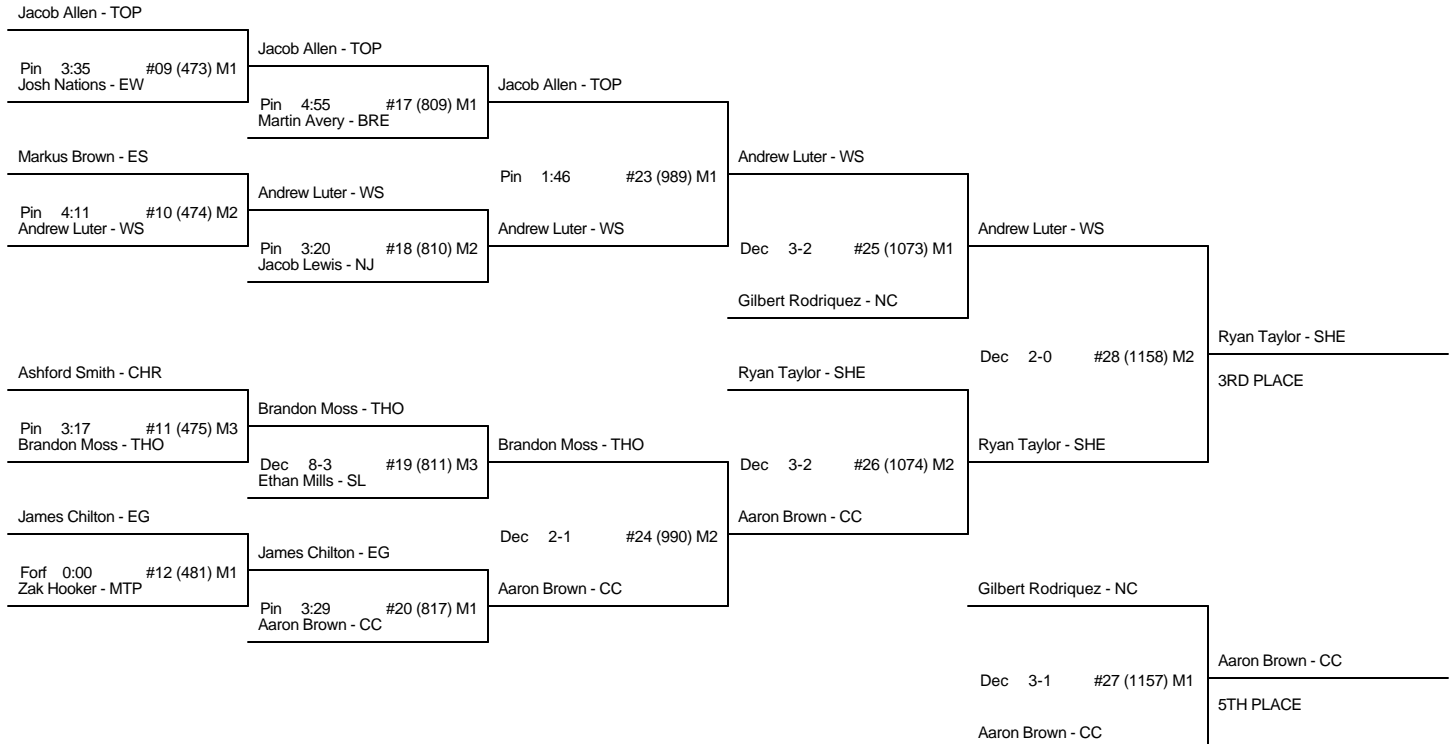 Jacob Allen - TOP
Pin 3:35 #09 (473) M1
Josh Nations - EW
Markus Brown - ES
Pin 4:11 #10 (474) M2
Andrew Luter - WS
Ashford Smith - CHR
Pin 3:17 #11 (475) M3
Brandon Moss - THO
James Chilton - EG
Forf 0:00 #12 (481) M1
Zak Hooker - MTP
Jacob Allen - TOP
Pin 4:55 #17 (809) M1
Martin Avery - BRE
Andrew Luter - WS
Pin 3:20 #18 (810) M2
Jacob Lewis - NJ
Brandon Moss - THO
Dec 8-3 #19 (811) M3
Ethan Mills - SL
James Chilton - EG
Pin 3:29 #20 (817) M1
Aaron Brown - CC
Jacob Allen - TOP
Pin 1:46 #23 (989) M1
Andrew Luter - WS
Brandon Moss - THO
Dec 2-1 #24 (990) M2
Aaron Brown - CC
Andrew Luter - WS
Dec 3-2 #25 (1073) M1
Gilbert Rodriquez - NC
Ryan Taylor - SHE
Dec 3-2 #26 (1074) M2
Aaron Brown - CC
Andrew Luter - WS
Dec 2-0 #28 (1158) M2
Ryan Taylor - SHE
Gilbert Rodriquez - NC
Dec 3-1 #27 (1157) M1
Aaron Brown - CC
Ryan Taylor - SHE
3RD PLACE
Aaron Brown - CC
5TH PLACE